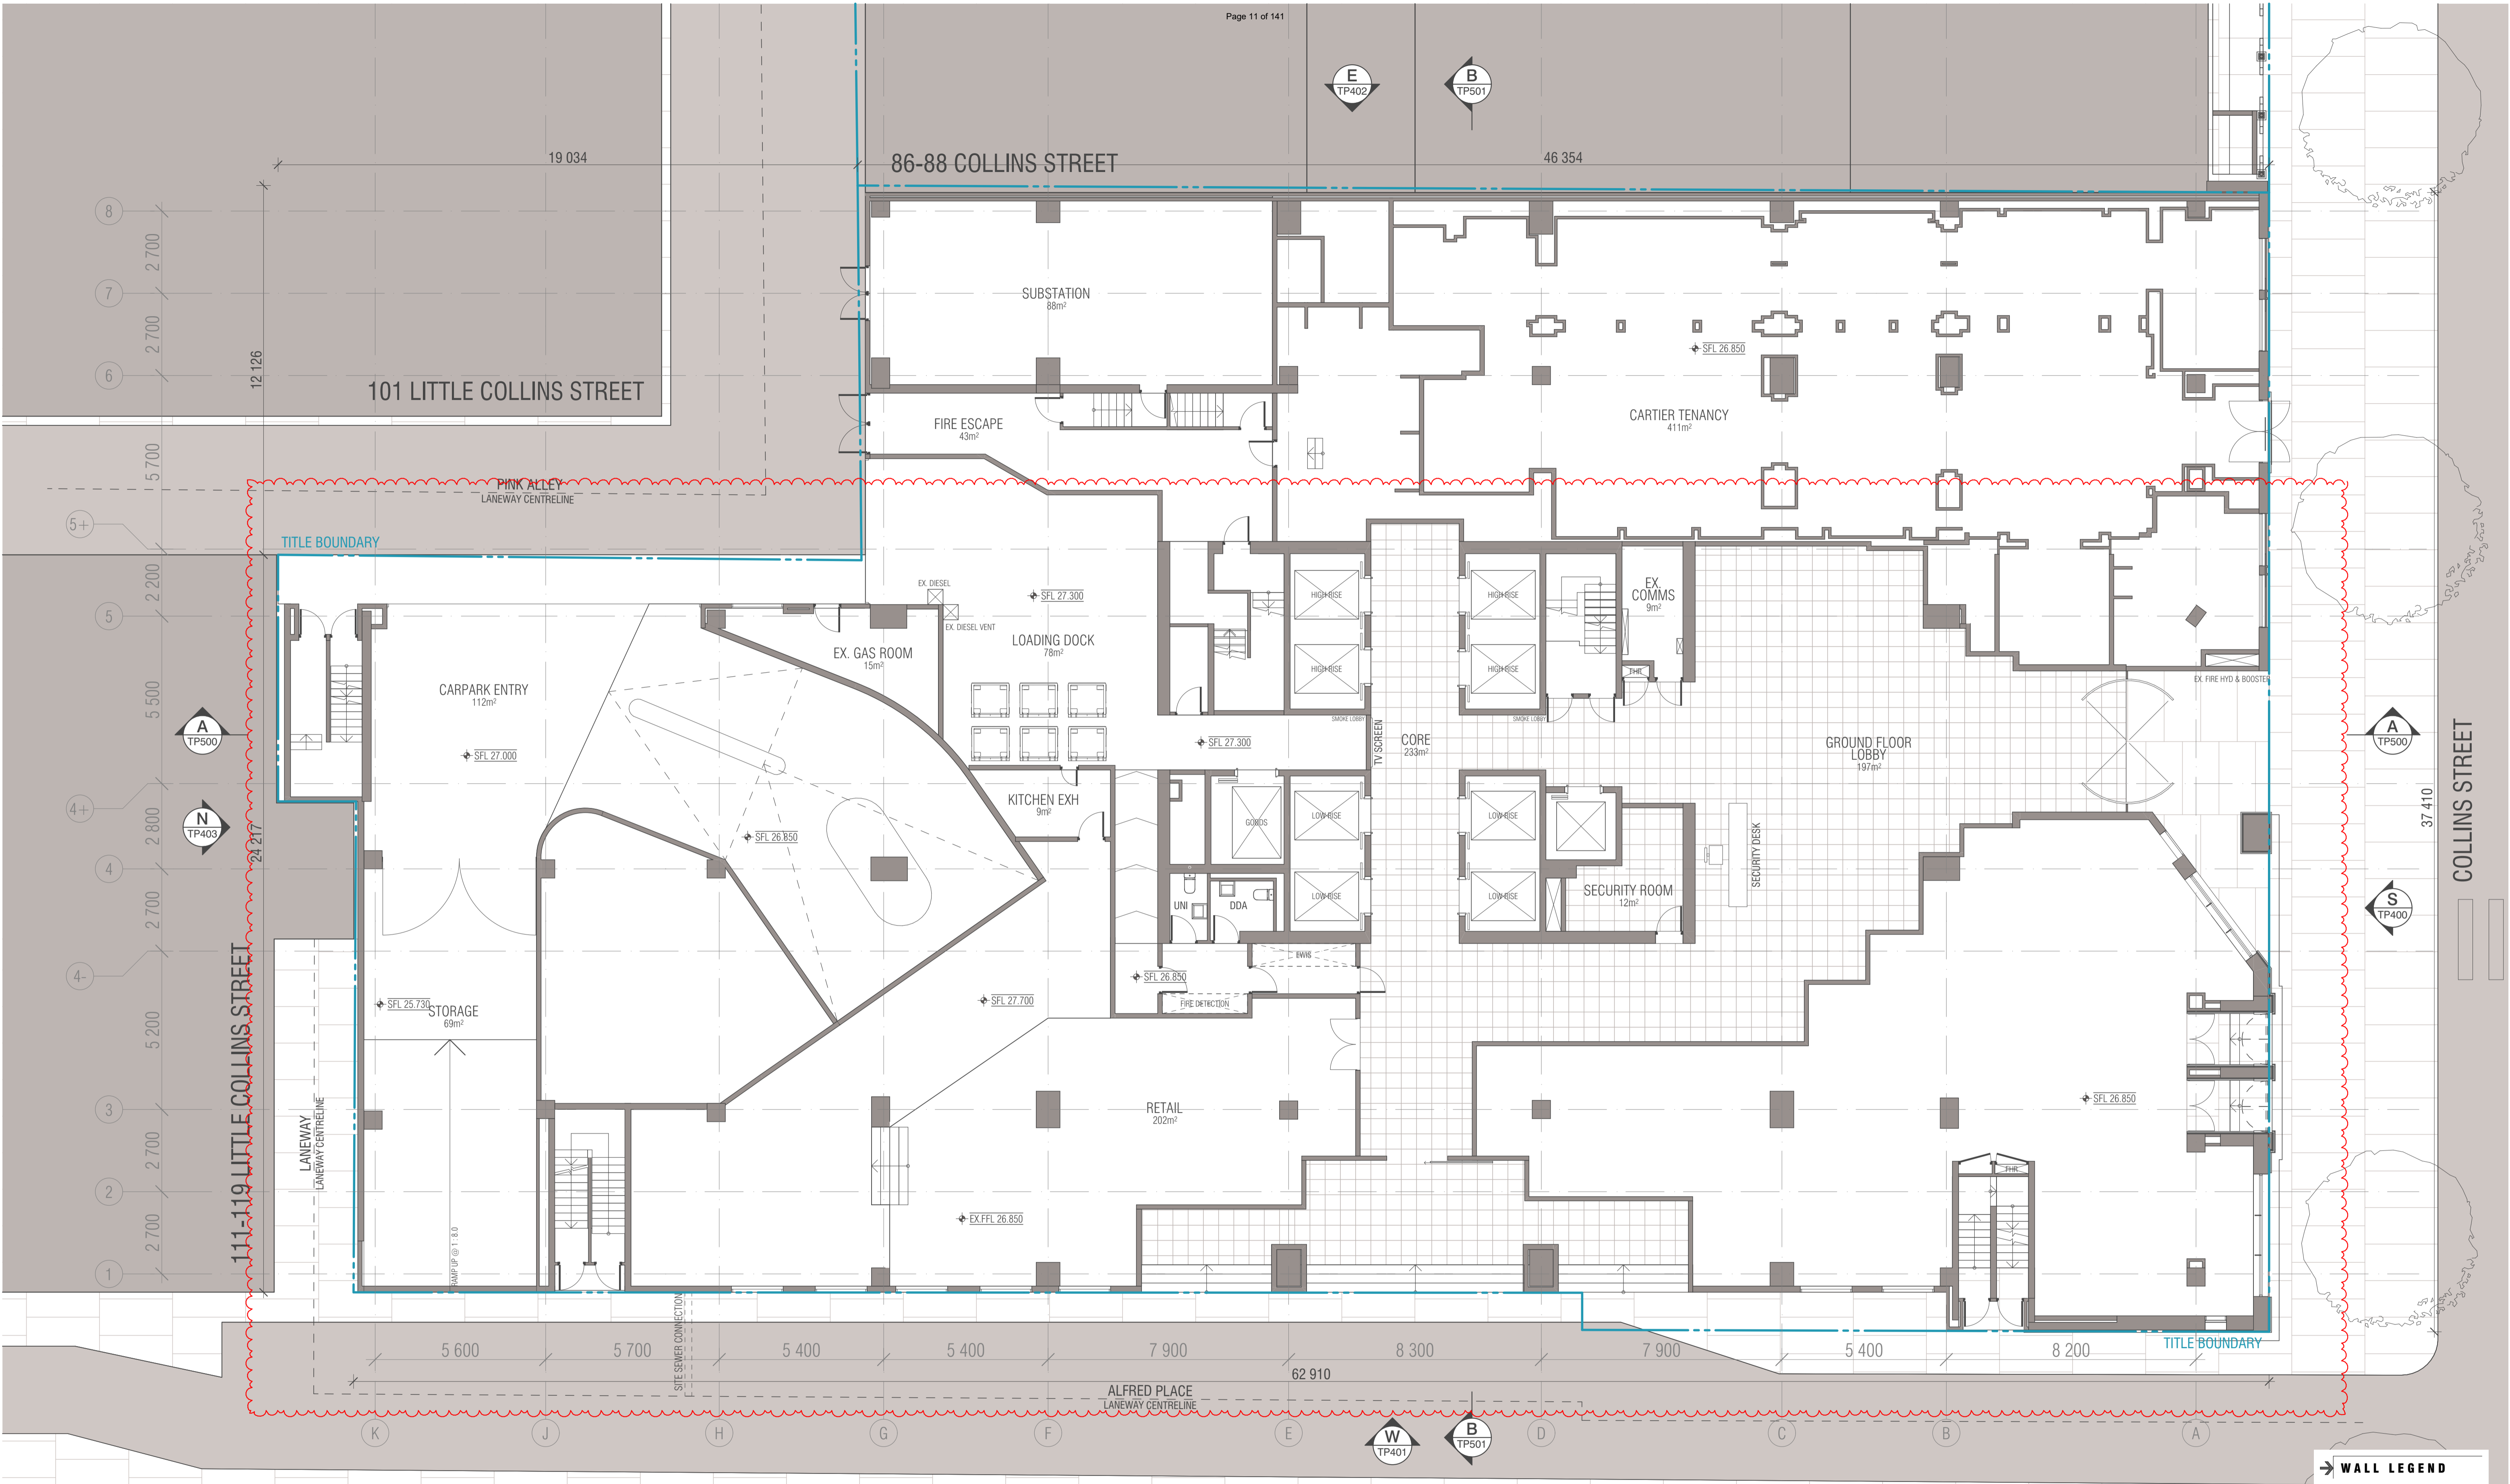 Page 11 of 141
E
TP402
B
TP501
19 034
86-88 COLLINS STREET
46 354
8
2 700
7
2 700
6
12 126
101 LITTLE COLLINS STREET
SUBSTATION
88m²
SFL 26.850
CARTIER TENANCY
411m²
FIRE ESCAPE
43m²
5 700
PINK ALLEY
LANEWAY CENTRELINE
5+
TITLE BOUNDARY
2 200
5
EX. DIESEL
EX. DIESEL VENT
SFL 27.300
LOADING DOCK
78m²
EX. GAS ROOM
15m²
CARPARK ENTRY
112m²
SFL 27.000
HIGH RISE
HIGH RISE
HIGH RISE
HIGH RISE
EX.
COMMS
9m²
FHR
EX. FIRE HYD & BOOSTER
5 500
A
TP500
SMOKE LOBBY
SMOKE LOBBY
TV SCREEN
CORE
233m²
SFL 27.300
GROUND FLOOR
LOBBY
197m²
A
TP500
COLLINS STREET
37 410
4+
2 800
N
TP403
24 217
KITCHEN EXH
9m²
GOODS
LOW RISE
LOW RISE
LOW RISE
LOW RISE
SFL 26.850
4
2 700
UNI
DDA
SECURITY ROOM
12m²
SECURITY DESK
S
TP400
4-
EWIS
SFL 26.850
FIRE DETECTION
SFL 27.700
SFL 25.730
STORAGE
69m²
5 200
111-119 LITTLE COLLINS STREET
LANEWAY
LANEWAY CENTRELINE
3
RETAIL
202m²
SFL 26.850
2 700
2
FHR
2 700
EX.FFL 26.850
RAMP UP @ 1 : 8.0
1
SITE SEWER CONNECTION
5 600
5 700
5 400
5 400
7 900
8 300
7 900
5 400
8 200
TITLE BOUNDARY
62 910
ALFRED PLACE
LANEWAY CENTRELINE
K
J
H
G
F
E
W
TP401
B
TP501
D
C
B
A
WALL LEGEND